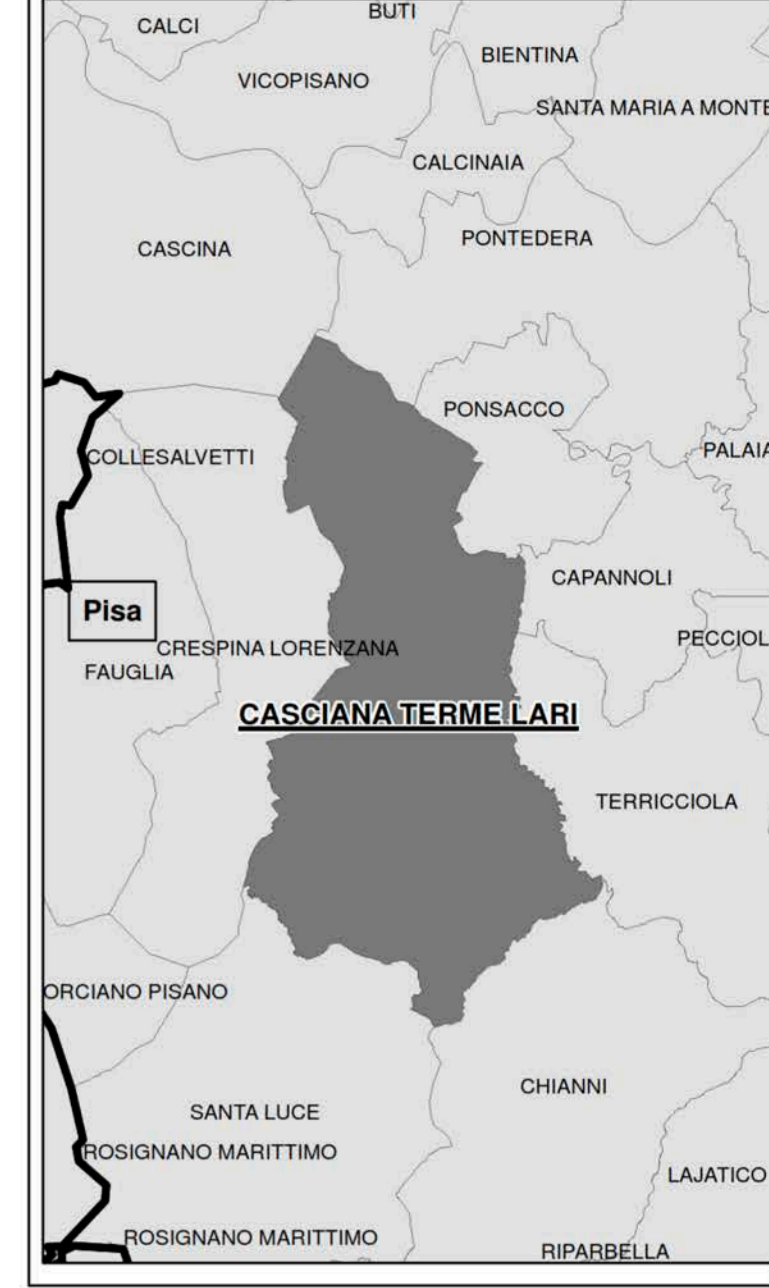 BUTI
CALCI
BIENTINA
VICOPISANO
SANTA MARIA A MONTE
CALCINAIA
PONTEDERA
CASCINA
PONSACCO
PALAIA
COLLESALVETTI
CAPANNOLI
Pisa
PECCIOL
CRESPINA LORENZANA
FAUGLIA
CASCIANA TERME LARI
TERRICCIOLA
ORCIANO PISANO
CHIANNI
SANTA LUCE
ROSIGNANO MARITTIMO
LAJATICO
ROSIGNANO MARITTIMO
RIPARBELLA